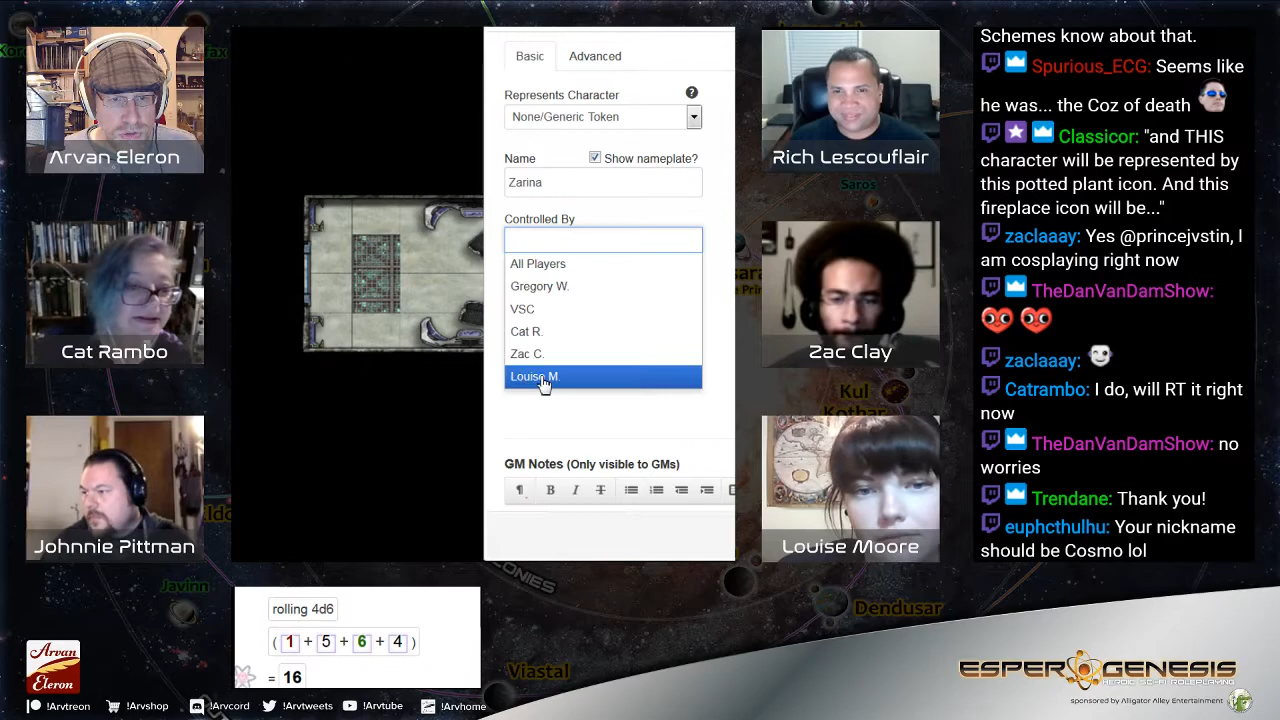 Arvan Eleron
Cat Rambo
Johnnie Pittman
Basic Advanced
Represents Character
None/Generic Token
Name Show nameplate?
Zarina
Controlled By
All Players
Gregory W.
VSC
Cat R.
Zac C.
Louise M.
GM Notes (Only visible to GMs)
rolling 4d6
( 1 + 5 + 6 + 4 )
= 16
Rich Lescouflair
Saros
Zac Clay
Kul
Kothar
Louise Moore
Schemes know about that.
Spurious_ECG: Seems like
he was... the Coz of death
Classicor: "and THIS
character will be represented by
this potted plant icon. And this
fireplace icon will be..."
zaclaaay: Yes @princejvstin, I
am cosplaying right now
TheDanVanDamShow:
zaclaaay:
Catrambo: I do, will RT it right
now
TheDanVanDamShow: no
worries
Trendane: Thank you!
euphcthulhu: Your nickname
should be Cosmo lol
Javinn
Dendusar
Viastal
Arvan
Eleron
!Arvtreon !Arvshop !Arvcord !Arvtweets !Arvtube !Arvhome
ESPER GENESIS
HEROIC SCI-FI ROLEPLAYING
sponsored by Alligator Alley Entertainment